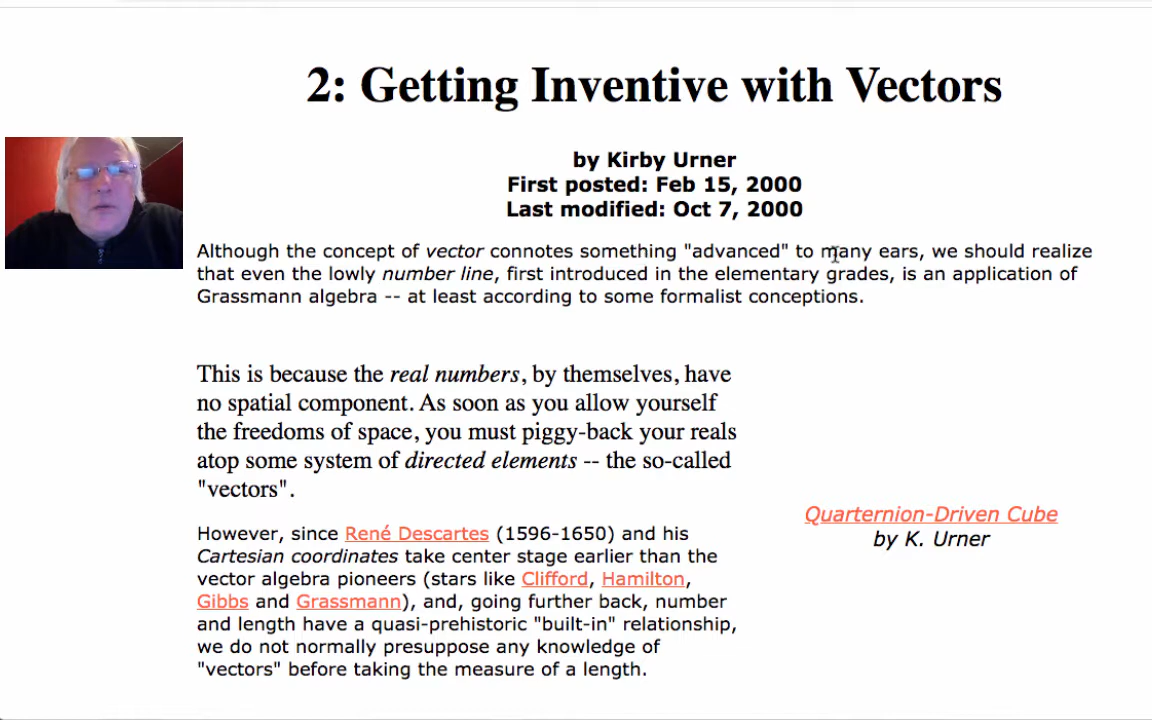 2: Getting Inventive with Vectors
by Kirby Urner
First posted: Feb 15, 2000
Last modified: Oct 7, 2000
Although the concept of vector connotes something "advanced" to many ears, we should realize
that even the lowly number line, first introduced in the elementary grades, is an application of
Grassmann algebra -- at least according to some formalist conceptions.
This is because the real numbers, by themselves, have
no spatial component. As soon as you allow yourself
the freedoms of space, you must piggy-back your reals
atop some system of directed elements -- the so-called
"vectors".
However, since René Descartes (1596-1650) and his
Cartesian coordinates take center stage earlier than the
vector algebra pioneers (stars like Clifford, Hamilton,
Gibbs and Grassmann), and, going further back, number
and length have a quasi-prehistoric "built-in" relationship,
we do not normally presuppose any knowledge of
"vectors" before taking the measure of a length.
Quarternion-Driven Cube
by K. Urner